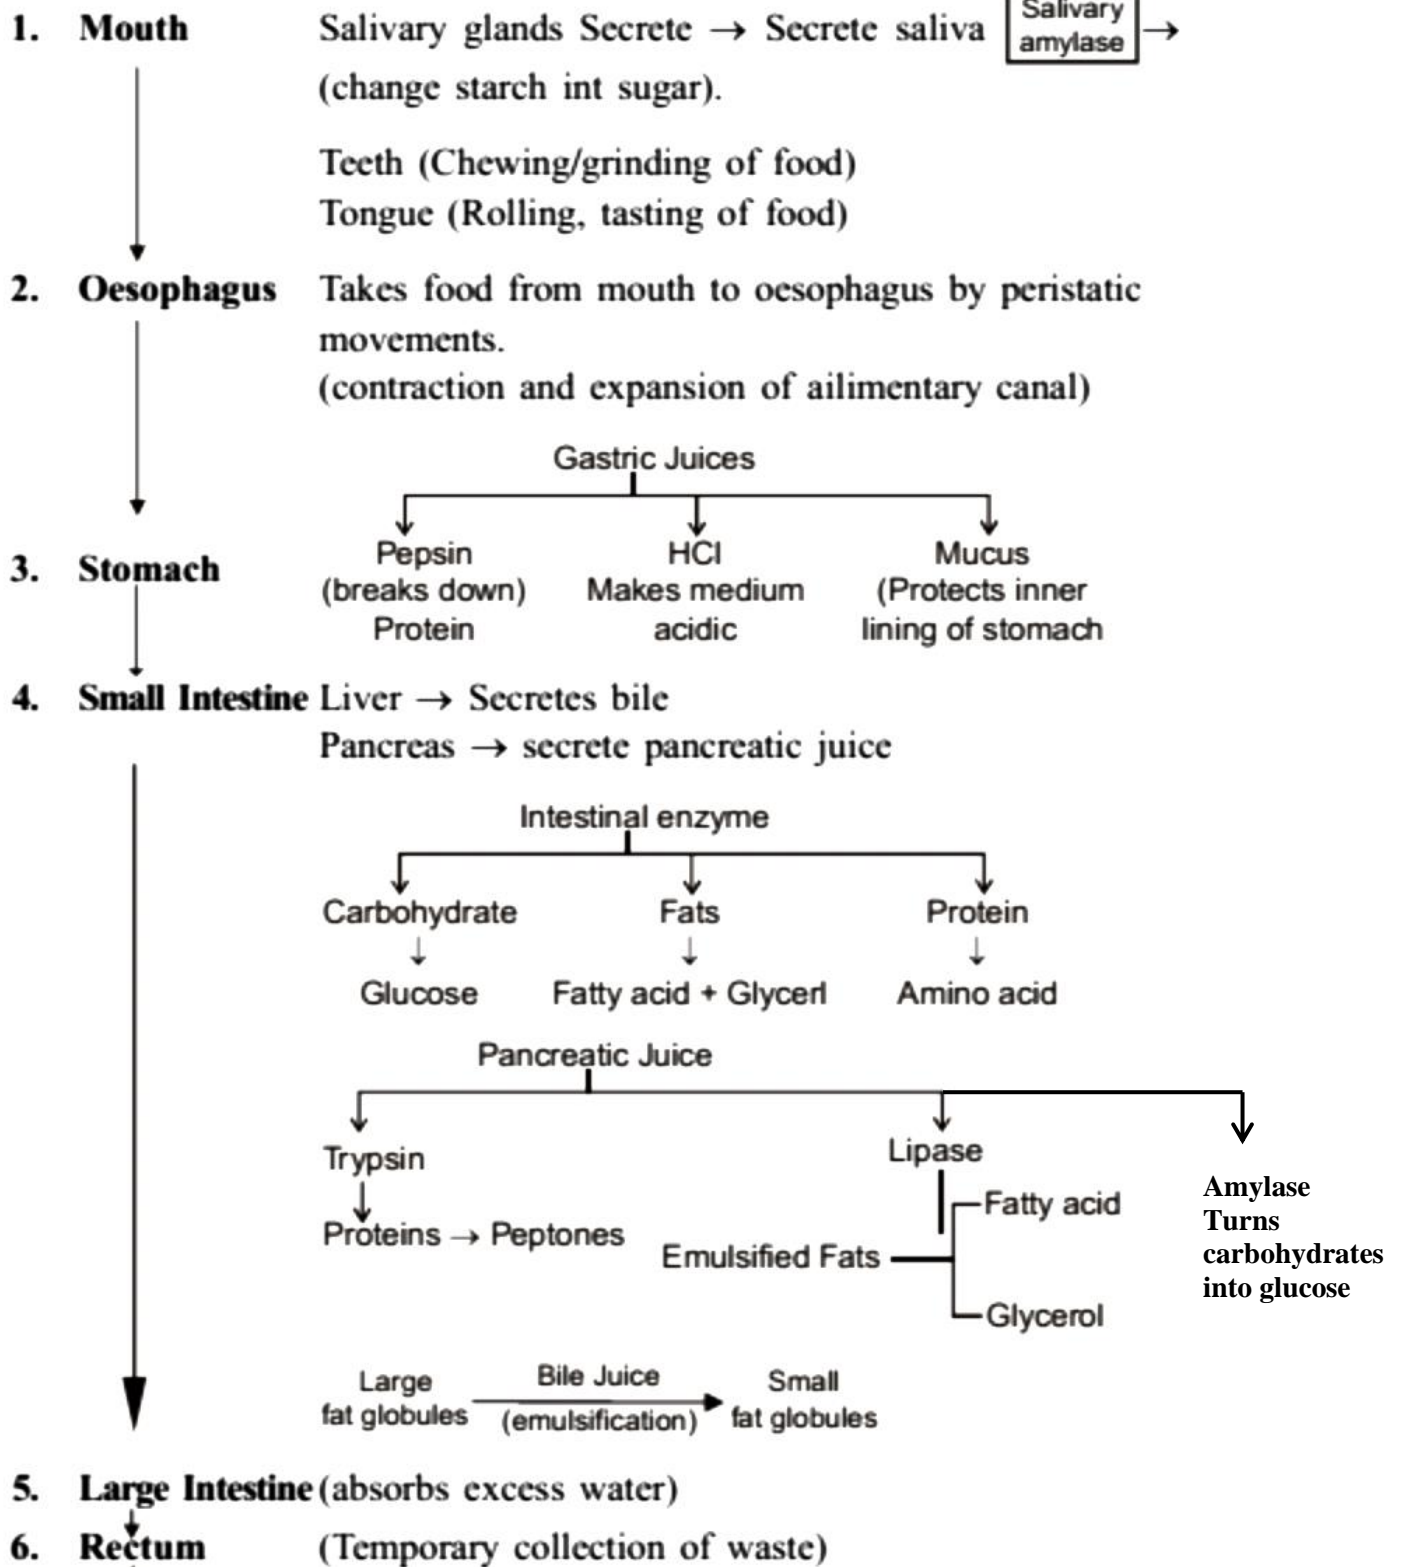 1. Mouth Salivary glands Secrete → Secrete saliva Salivary amylase →
(change starch int sugar).
Teeth (Chewing/grinding of food)
Tongue (Rolling, tasting of food)
2. Oesophagus Takes food from mouth to oesophagus by peristatic
movements.
(contraction and expansion of ailimentary canal)
Gastric Juices
3. Stomach
Pepsin HCl Mucus
(breaks down) Makes medium (Protects inner
Protein acidic lining of stomach
4. Small Intestine Liver → Secretes bile
Pancreas → secrete pancreatic juice
Intestinal enzyme
Carbohydrate Fats Protein
↓ ↓ ↓
Glucose Fatty acid + Glycerl Amino acid
Pancreatic Juice
Trypsin Lipase
Proteins → Peptones
Emulsified Fats
Fatty acid
Glycerol
Amylase
Turns
carbohydrates
into glucose
Large Bile Juice Small
fat globules (emulsification) fat globules
5. Large Intestine (absorbs excess water)
6. Rectum (Temporary collection of waste)